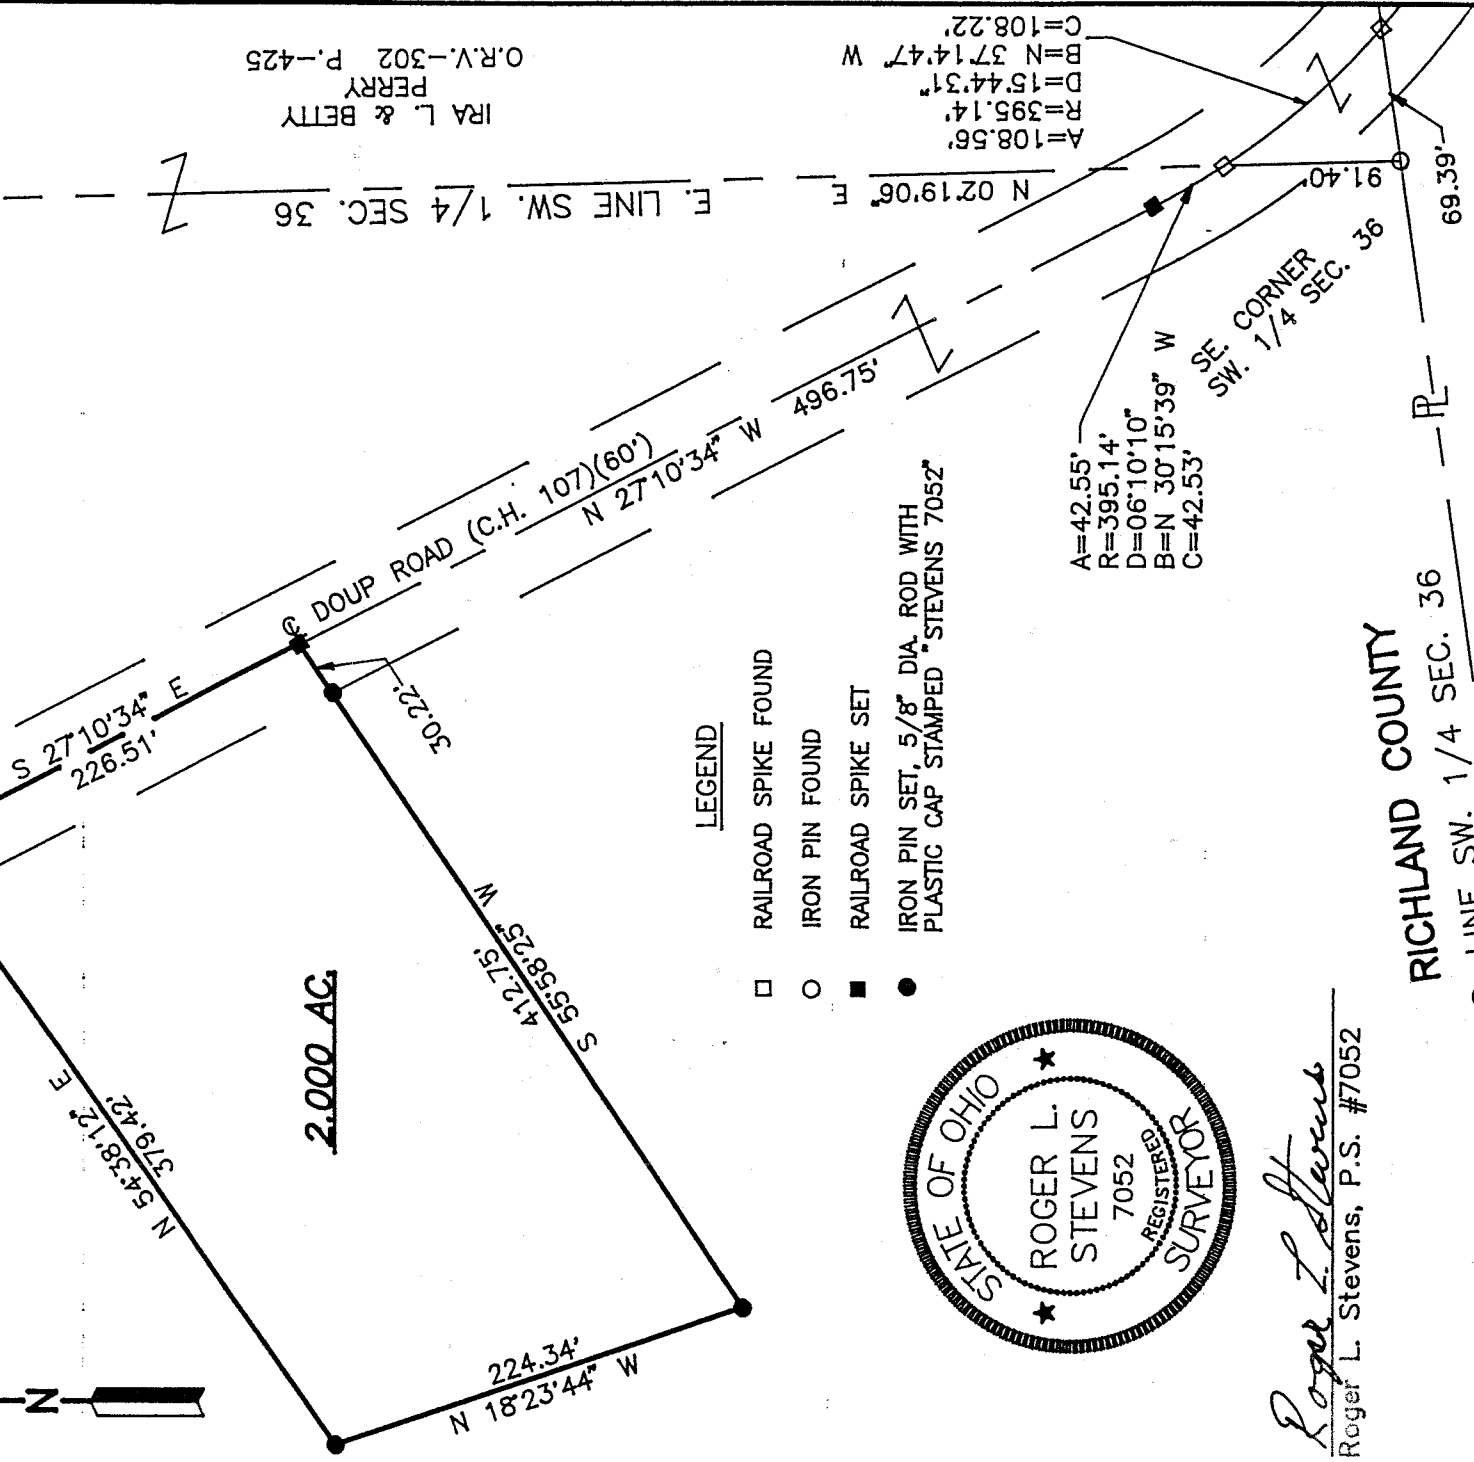 IRA L. & BETTY
PERRY
O.R.V.-302 P.-425
E. LINE SW. 1/4 SEC. 36
N 02°19'06" E
A=108.56'
R=395.14'
D=15°44'31"
B=N 37°14'47" W
C=108.22'
91.40'
69.39'
SE. CORNER
SW. 1/4 SEC. 36
A=42.55'
R=395.14'
D=06°10'10"
B=N 30°15'39" W
C=42.53'
S 27°10'34" E
226.51'
℄ DOUP ROAD (C.H. 107)(60')
N 27°10'34" W 496.75'
30.22'
S 55°58'25" W
412.75'
2.000 AC.
N 54°38'12" E
379.42'
224.34'
N 18°23'44" W
N
LEGEND
□ RAILROAD SPIKE FOUND
○ IRON PIN FOUND
■ RAILROAD SPIKE SET
● IRON PIN SET, 5/8" DIA. ROD WITH
PLASTIC CAP STAMPED "STEVENS 7052"
STATE OF OHIO
ROGER L.
STEVENS
7052
REGISTERED
SURVEYOR
Roger L. Stevens
Roger L. Stevens, P.S. #7052
PL
RICHLAND COUNTY
LINE SW. 1/4 SEC. 36